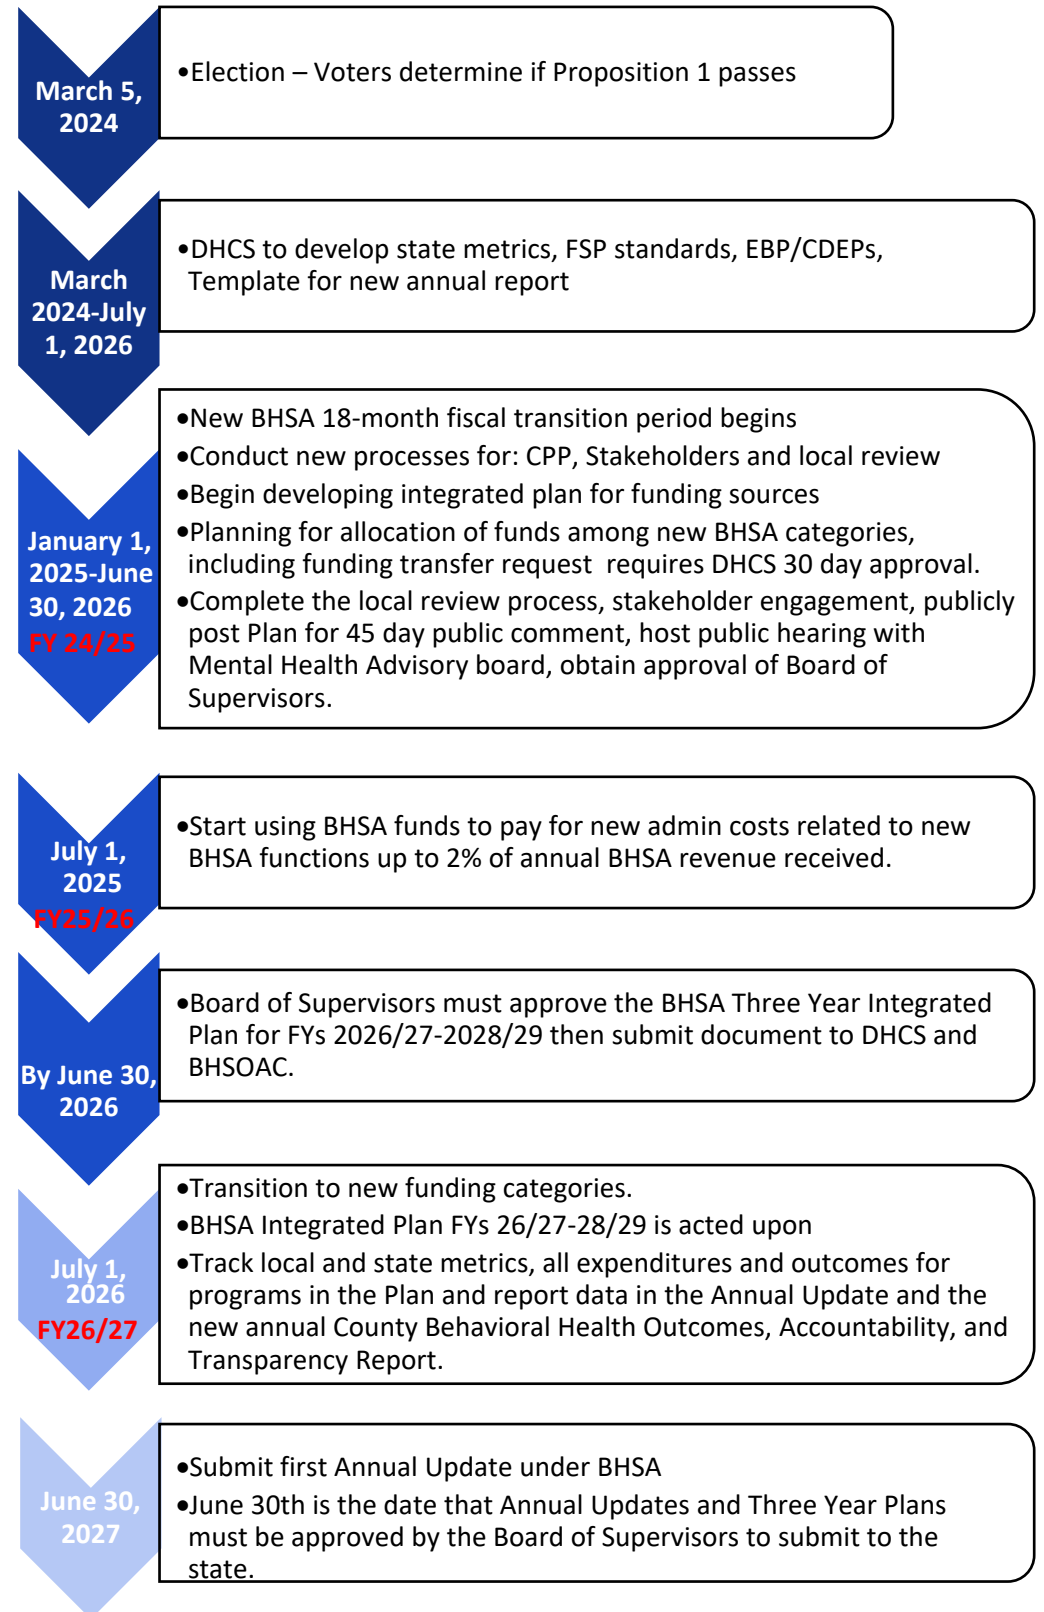 March 5,
2024
•Election – Voters determine if Proposition 1 passes
March
2024-July
1, 2026
•DHCS to develop state metrics, FSP standards, EBP/CDEPs,
Template for new annual report
January 1,
2025-June
30, 2026
FY 24/25
•New BHSA 18-month fiscal transition period begins
•Conduct new processes for: CPP, Stakeholders and local review
•Begin developing integrated plan for funding sources
•Planning for allocation of funds among new BHSA categories,
including funding transfer request  requires DHCS 30 day approval.
•Complete the local review process, stakeholder engagement, publicly
post Plan for 45 day public comment, host public hearing with
Mental Health Advisory board, obtain approval of Board of
Supervisors.
July 1,
2025
FY25/26
•Start using BHSA funds to pay for new admin costs related to new
BHSA functions up to 2% of annual BHSA revenue received.
By June 30,
2026
•Board of Supervisors must approve the BHSA Three Year Integrated
Plan for FYs 2026/27-2028/29 then submit document to DHCS and
BHSOAC.
July 1,
2026
FY26/27
•Transition to new funding categories.
•BHSA Integrated Plan FYs 26/27-28/29 is acted upon
•Track local and state metrics, all expenditures and outcomes for
programs in the Plan and report data in the Annual Update and the
new annual County Behavioral Health Outcomes, Accountability, and
Transparency Report.
June 30,
2027
•Submit first Annual Update under BHSA
•June 30th is the date that Annual Updates and Three Year Plans
must be approved by the Board of Supervisors to submit to the
state.